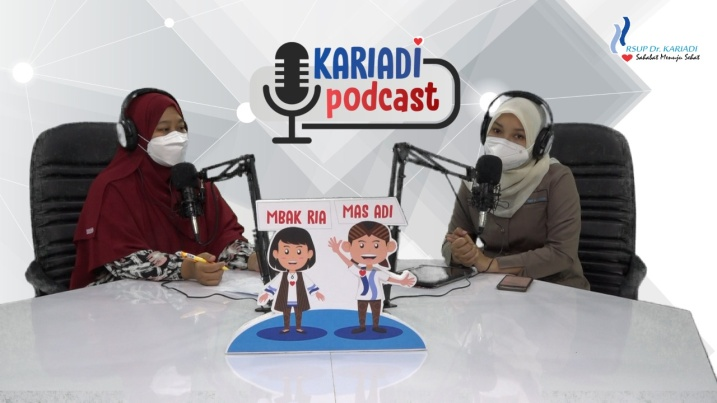 KARIADI
podcast
RSUP Dr. KARIADI
Sahabat Menuju Sehat
MBAK RIA
MAS ADI